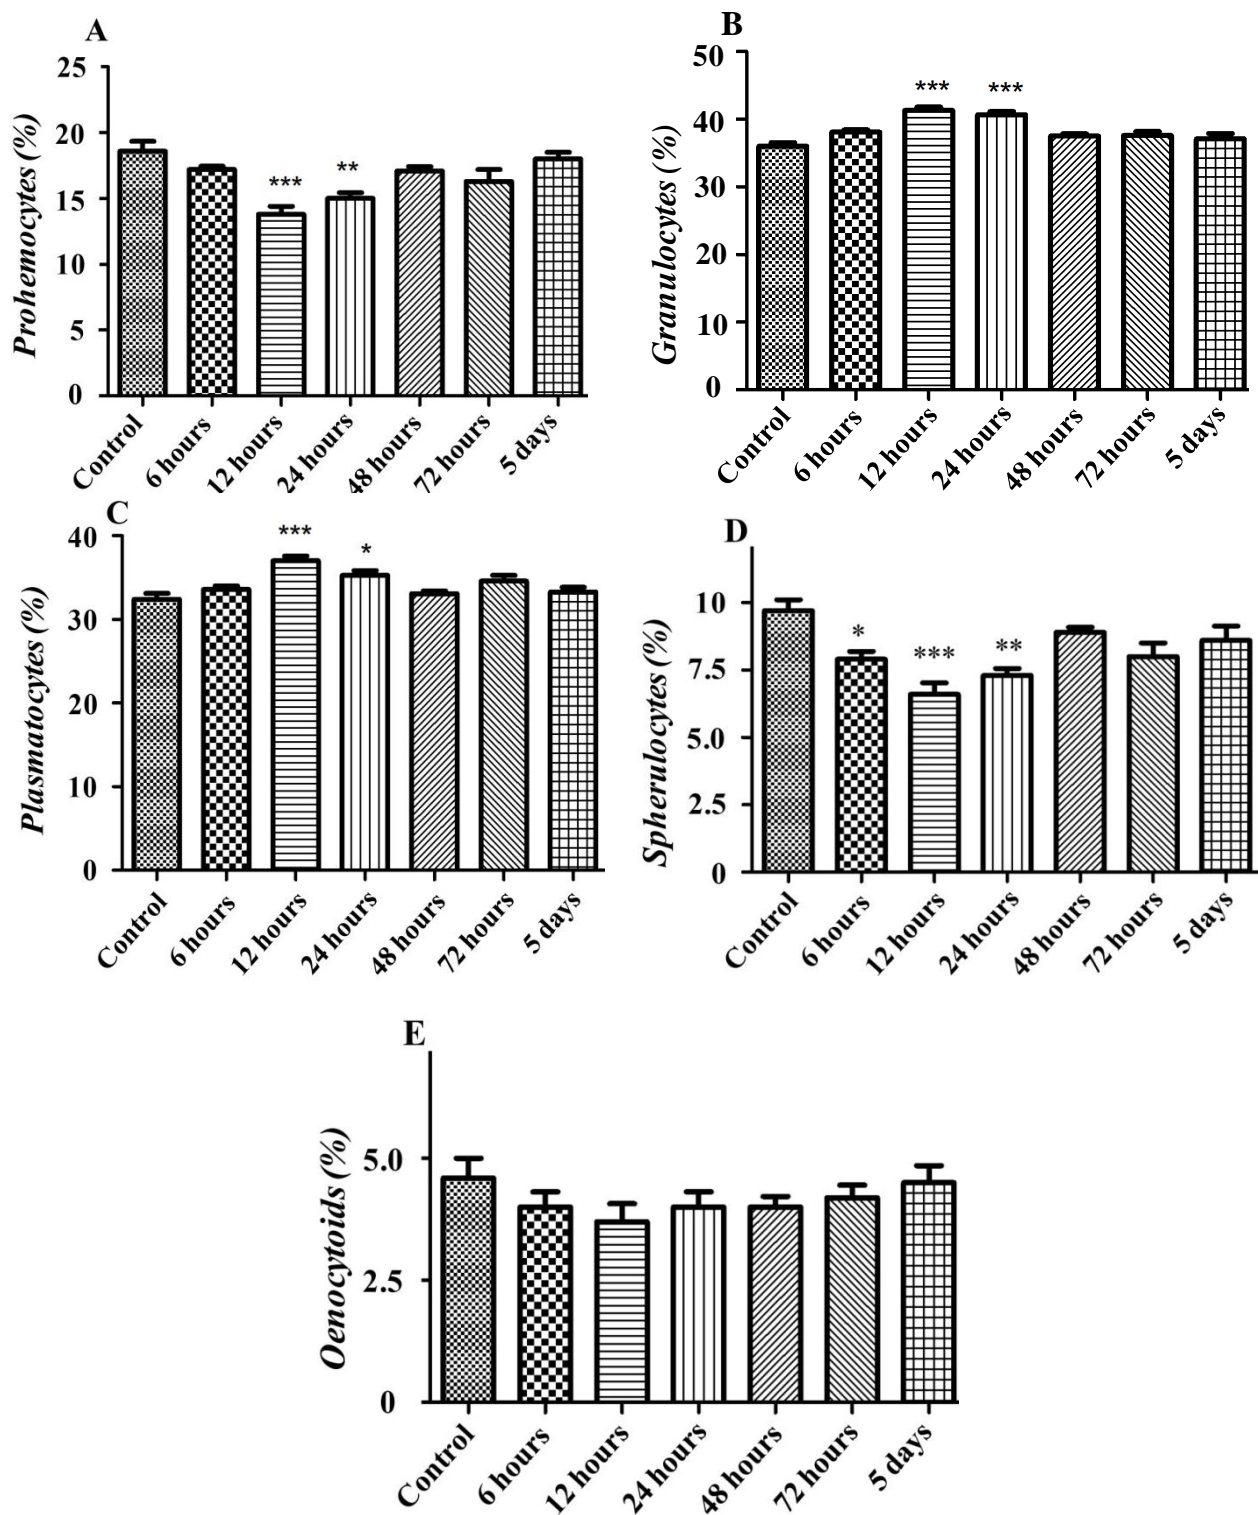 A
Prohemocytes (%)
25
20
15
10
5
0
***
**
Control
6 hours
12 hours
24 hours
48 hours
72 hours
5 days
B
Granulocytes (%)
50
40
30
20
10
0
***
***
Control
6 hours
12 hours
24 hours
48 hours
72 hours
5 days
C
Plasmatocytes (%)
40
30
20
10
0
***
*
Control
6 hours
12 hours
24 hours
48 hours
72 hours
5 days
D
Spherulocytes (%)
10
7.5
5.0
2.5
0
*
***
**
Control
6 hours
12 hours
24 hours
48 hours
72 hours
5 days
E
Oenocytoids (%)
5.0
2.5
0
Control
6 hours
12 hours
24 hours
48 hours
72 hours
5 days